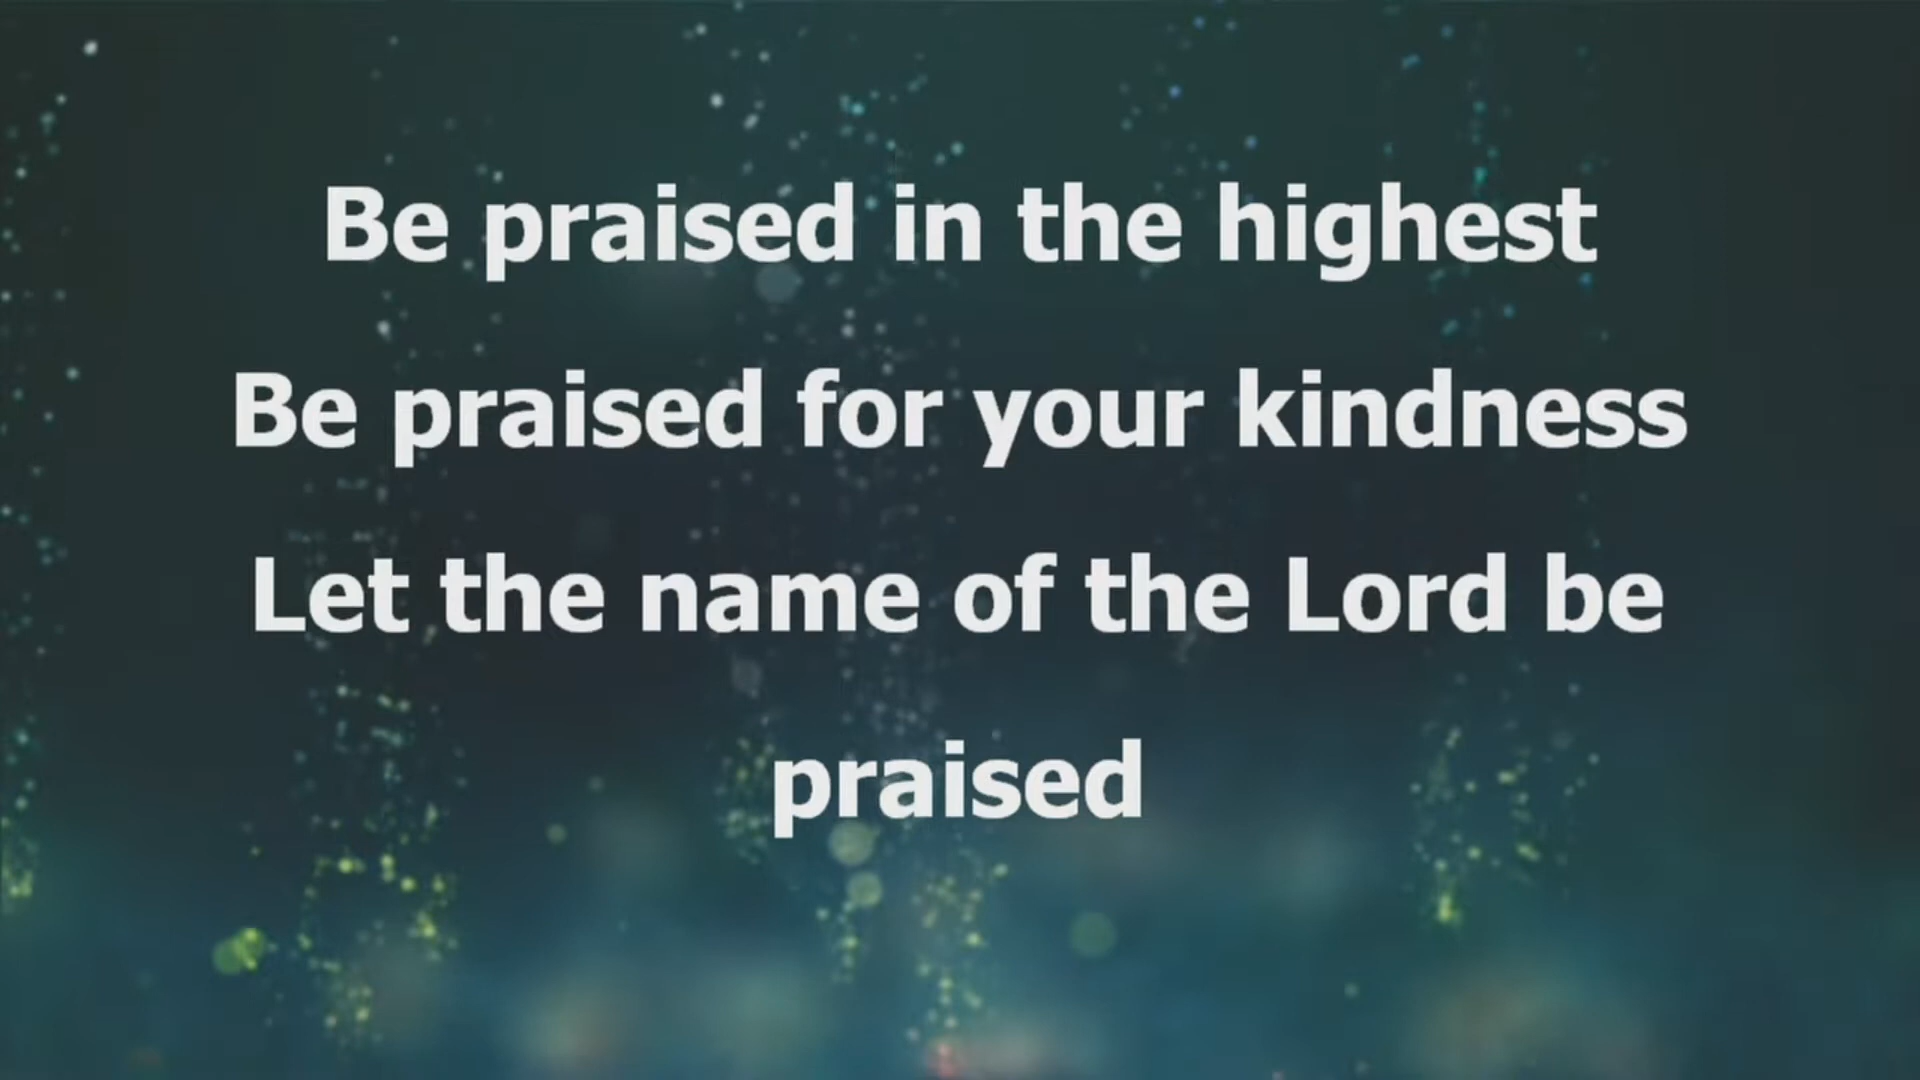 Be praised in the highest
Be praised for your kindness
Let the name of the Lord be
praised